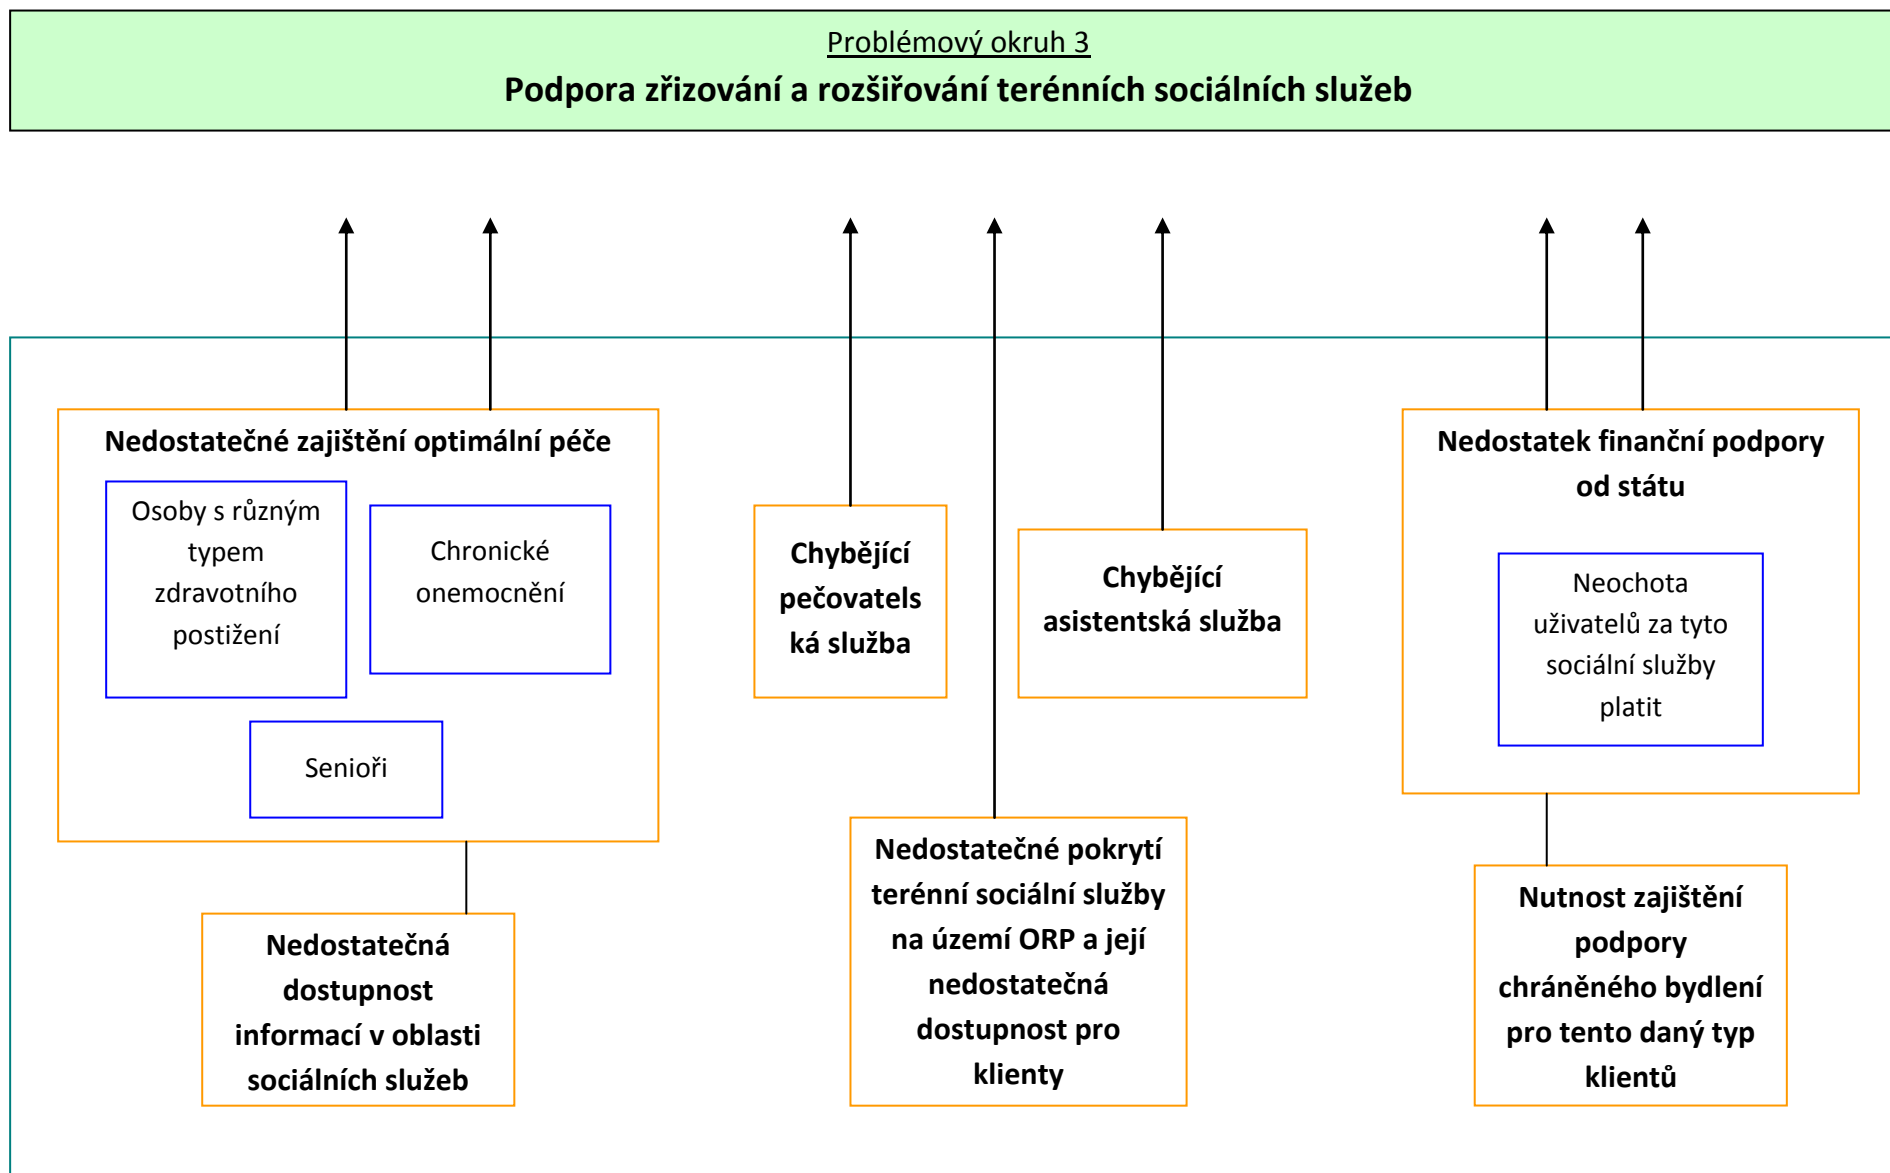 Problémový okruh 3
Podpora zřizování a rozšiřování terénních sociálních služeb
Nedostatečné zajištění optimální péče
Osoby s různým
typem
zdravotního
postižení
Chronické
onemocnění
Senioři
Nedostatečná
dostupnost
informací v oblasti
sociálních služeb
Chybějící
pečovatels
ká služba
Chybějící
asistentská služba
Nedostatečné pokrytí
terénní sociální služby
na území ORP a její
nedostatečná
dostupnost pro
klienty
Nedostatek finanční podpory
od státu
Neochota
uživatelů za tyto
sociální služby
platit
Nutnost zajištění
podpory
chráněného bydlení
pro tento daný typ
klientů